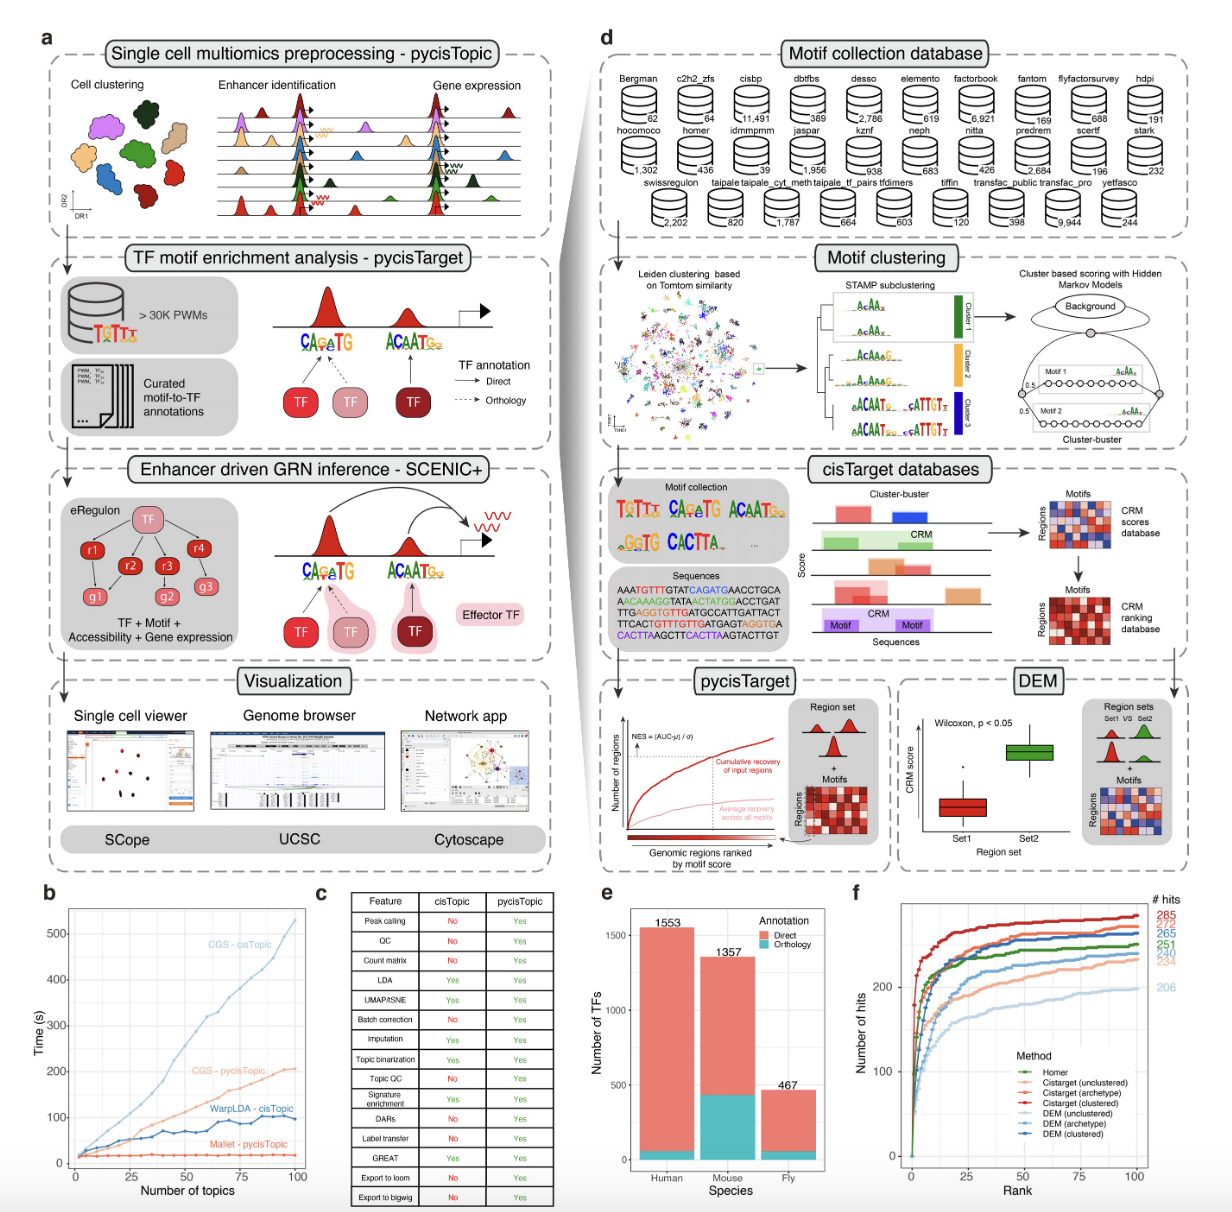 a
Single cell multiomics preprocessing - pycisTopic
Cell clustering
Enhancer identification
Gene expression
DR2
DR1
TF motif enrichment analysis - pycisTarget
> 30K PWMs
Curated
motif-to-TF
annotations
TF annotation
Direct
Orthology
TF
TF
TF
Enhancer driven GRN inference - SCENIC+
eRegulon
TF
r1
r2
r3
r4
g1
g2
g3
TF + Motif +
Accessibility + Gene expression
TF
TF
TF
Effector TF
Visualization
Single cell viewer
Genome browser
Network app
SCope
UCSC
Cytoscape
b
500
400
300
200
100
0
Time (s)
CGS - cisTopic
CGS - pycisTopic
WarpLDA - cisTopic
Mallet - pycisTopic
0 25 50 75 100
Number of topics
c
Feature cisTopic pycisTopic
Peak calling No Yes
QC No Yes
Count matrix No Yes
LDA Yes Yes
UMAP/tSNE Yes Yes
Batch correction No Yes
Imputation Yes Yes
Topic binarization Yes Yes
Topic QC No Yes
Signature
enrichment Yes Yes
DARs No Yes
Label transfer No Yes
GREAT Yes Yes
Export to loom No Yes
Export to bigwig No Yes
d
Motif collection database
Bergman c2h2_zfs cisbp dbtfbs desso elemento factorbook fantom flyfactorsurvey hdpi
62 64 11,491 389 2,786 619 6,921 169 688 191
hocomoco homer idmmpmm jaspar kznf neph nitta predrem scertf stark
1,302 436 39 1,956 938 683 426 2,684 196 232
swissregulon taipale taipale_cyt_meth taipale_tf_pairs tfdimers tiffin transfac_public transfac_pro yetfasco
2,202 820 1,787 664 603 120 398 9,944 244
Motif clustering
Leiden clustering based
on Tomtom similarity
STAMP subclustering
Cluster 1
Cluster 2
Cluster 3
Cluster based scoring with Hidden
Markov Models
Background
Motif 1
0.5
Motif 2
0.5
Cluster-buster
cisTarget databases
Motif collection
...
Sequences
AAATGTTTGTATCAGATGAACCTGCA
ACAAAGGTATAACTATGGACCTGAT
TTGAGGTGTTGATGCCATTGATTACT
TTCACTGTTTGTTGATGAGTAGGTGA
CACTTAAGCTTCACTTAAGTACTTGT
Cluster-buster
CRM
Score
CRM
Motif Motif
Sequences
Motifs
Regions
CRM
scores
database
Motifs
Regions
CRM
ranking
database
pycisTarget
NES = (AUC-μ) / σ)
Number of regions
Cumulative recovery
of input regions
Average recovery
across all motifs
Genomic regions ranked
by motif score
Region set
+
Motifs
Regions
DEM
Wilcoxon, p < 0.05
CRM score
Set1 Set2
Region set
Region sets
Set1 VS Set2
+
Motifs
Regions
e
1500
1000
500
0
Number of TFs
1553
1357
467
Annotation
Direct
Orthology
Human Mouse Fly
Species
f
# hits
285
272
265
251
240
234
206
200
100
0
Number of hits
Method
Homer
Cistarget (unclustered)
Cistarget (archetype)
Cistarget (clustered)
DEM (unclustered)
DEM (archetype)
DEM (clustered)
0 25 50 75 100
Rank